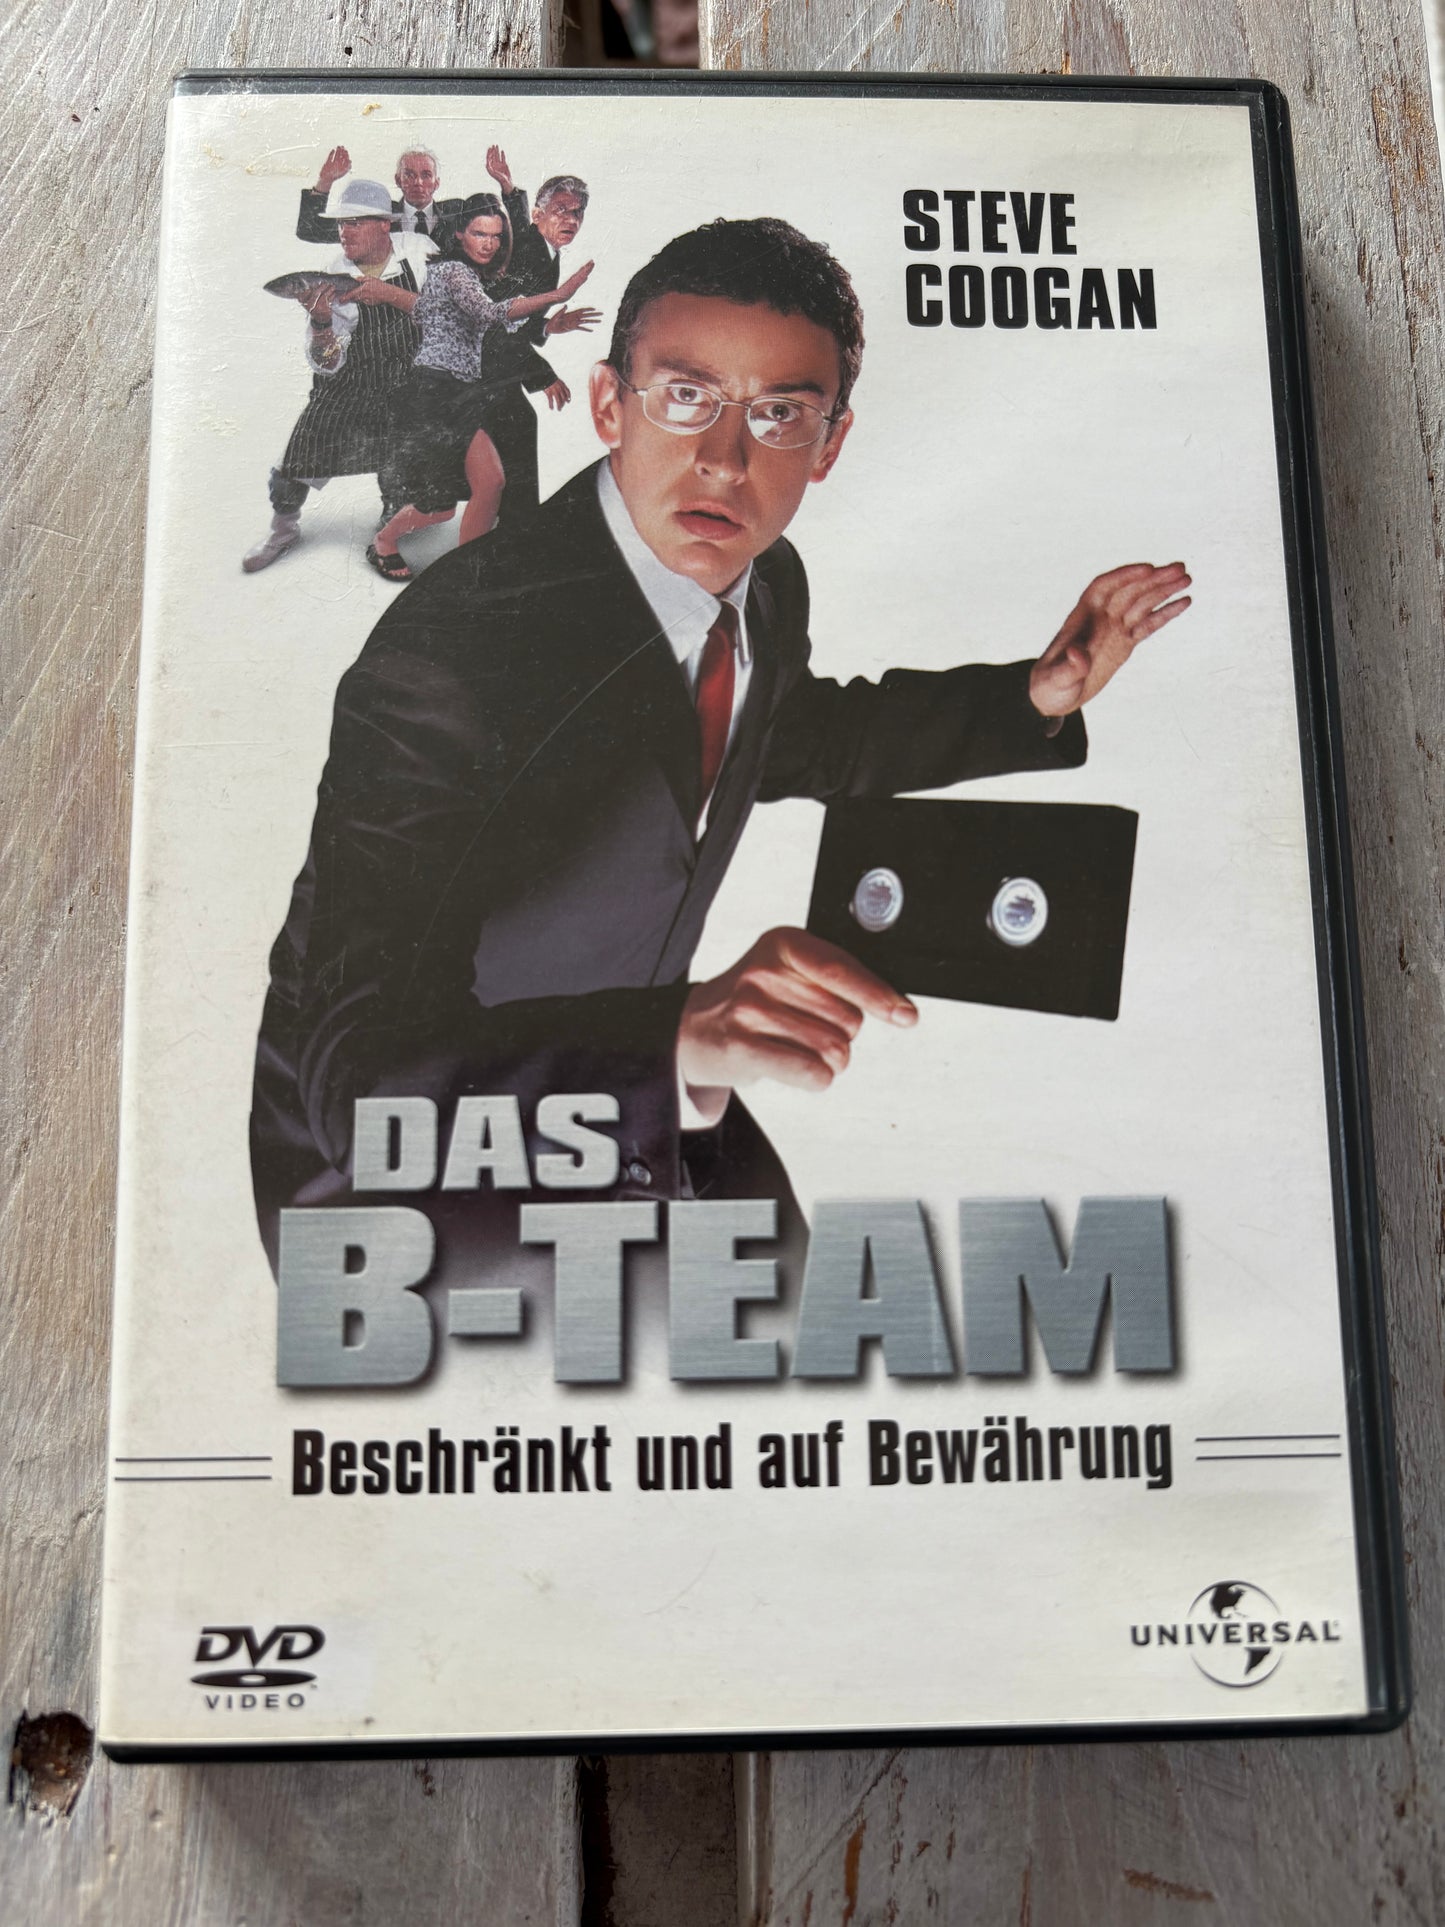 STEVE
COOGAN
DAS
B-TEAM
Beschränkt und auf Bewährung
DVD
VIDEO
UNIVERSAL